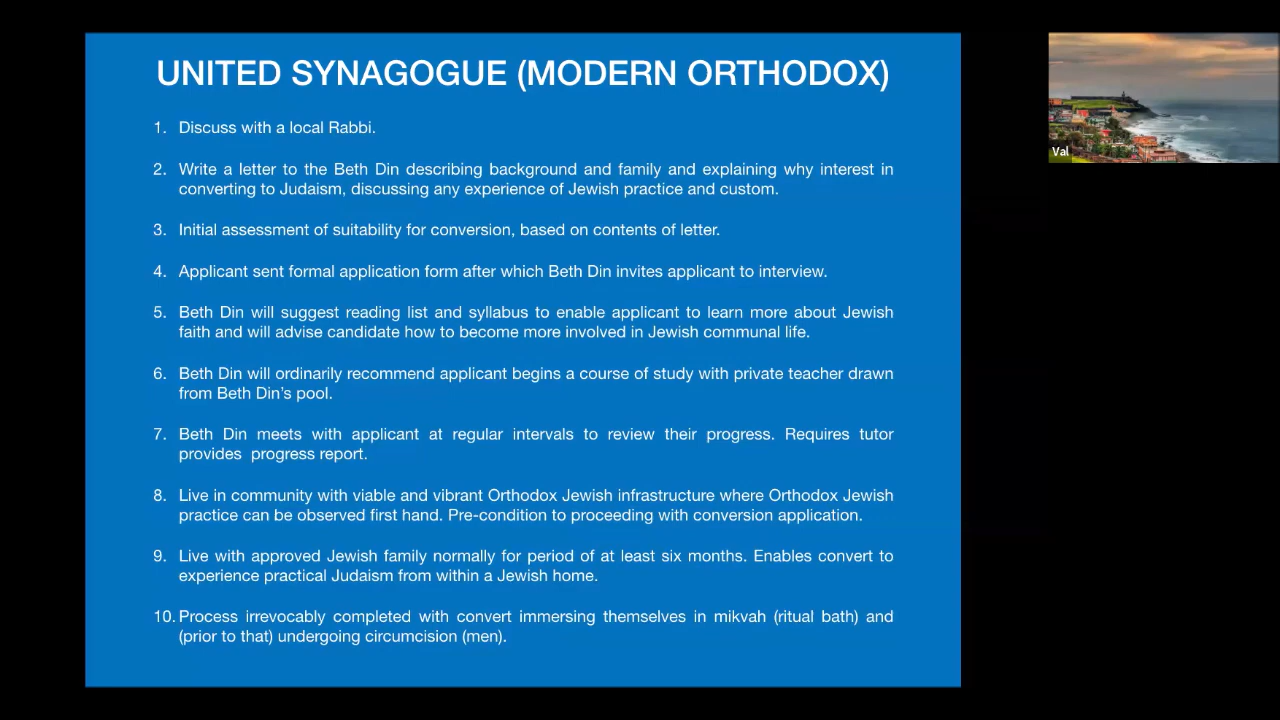 UNITED SYNAGOGUE (MODERN ORTHODOX)
1. Discuss with a local Rabbi.
2. Write a letter to the Beth Din describing background and family and explaining why interest in
converting to Judaism, discussing any experience of Jewish practice and custom.
3. Initial assessment of suitability for conversion, based on contents of letter.
4. Applicant sent formal application form after which Beth Din invites applicant to interview.
5. Beth Din will suggest reading list and syllabus to enable applicant to learn more about Jewish
faith and will advise candidate how to become more involved in Jewish communal life.
6. Beth Din will ordinarily recommend applicant begins a course of study with private teacher drawn
from Beth Din’s pool.
7. Beth Din meets with applicant at regular intervals to review their progress. Requires tutor
provides progress report.
8. Live in community with viable and vibrant Orthodox Jewish infrastructure where Orthodox Jewish
practice can be observed first hand. Pre-condition to proceeding with conversion application.
9. Live with approved Jewish family normally for period of at least six months. Enables convert to
experience practical Judaism from within a Jewish home.
10. Process irrevocably completed with convert immersing themselves in mikvah (ritual bath) and
(prior to that) undergoing circumcision (men).
Val